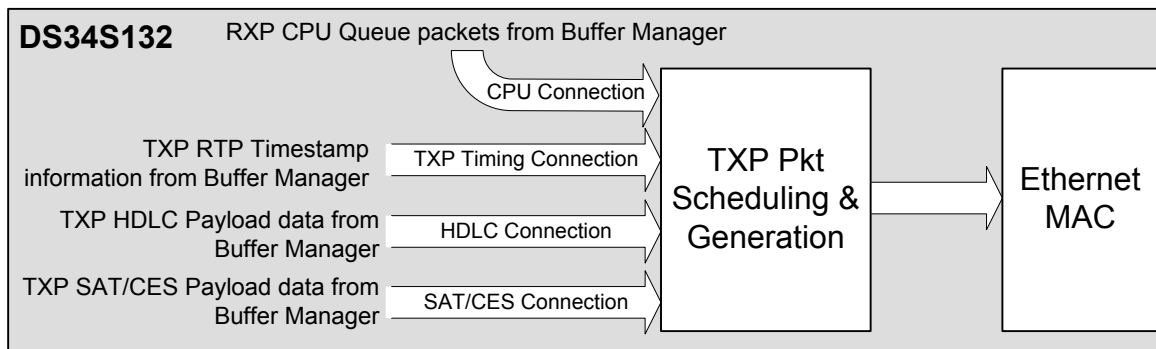 DS34S132
RXP CPU Queue packets from Buffer Manager
CPU Connection
TXP RTP Timestamp
information from Buffer Manager
TXP Timing Connection
TXP HDLC Payload data from
Buffer Manager
HDLC Connection
TXP SAT/CES Payload data from
Buffer Manager
SAT/CES Connection
TXP Pkt
Scheduling &
Generation
Ethernet
MAC